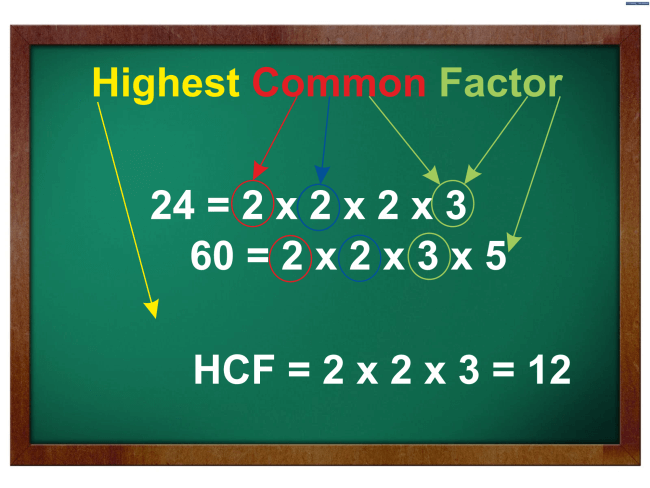 Highest Common Factor
24 = 2 x 2 x 2 x 3
60 = 2 x 2 x 3 x 5
HCF = 2 x 2 x 3 = 12